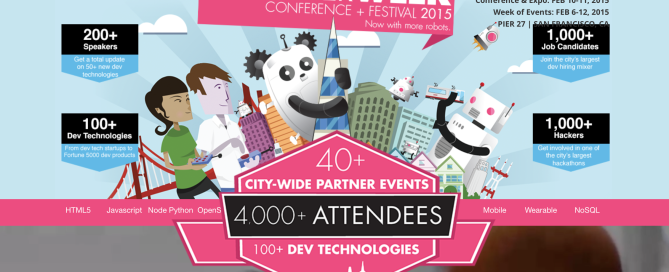 CONFERENCE + FESTIVAL 2015
Now with more robots.
Conference & Expo: FEB 10-11, 2015
Week of Events: FEB 6-12, 2015
PIER 27 | SAN FRANCISCO, CA
200+
Speakers
Get a total update
on 50+ new dev
technologies
1,000+
Job Candidates
Join the city's largest
dev hiring mixer
100+
Dev Technologies
From dev tech startups to
Fortune 5000 dev products
1,000+
Hackers
Get involved in one of
the city's largest
hackathons
40+
CITY-WIDE PARTNER EVENTS
HTML5 Javascript Node Python OpenS
4,000+ ATTENDEES
Mobile Wearable NoSQL
100+ DEV TECHNOLOGIES